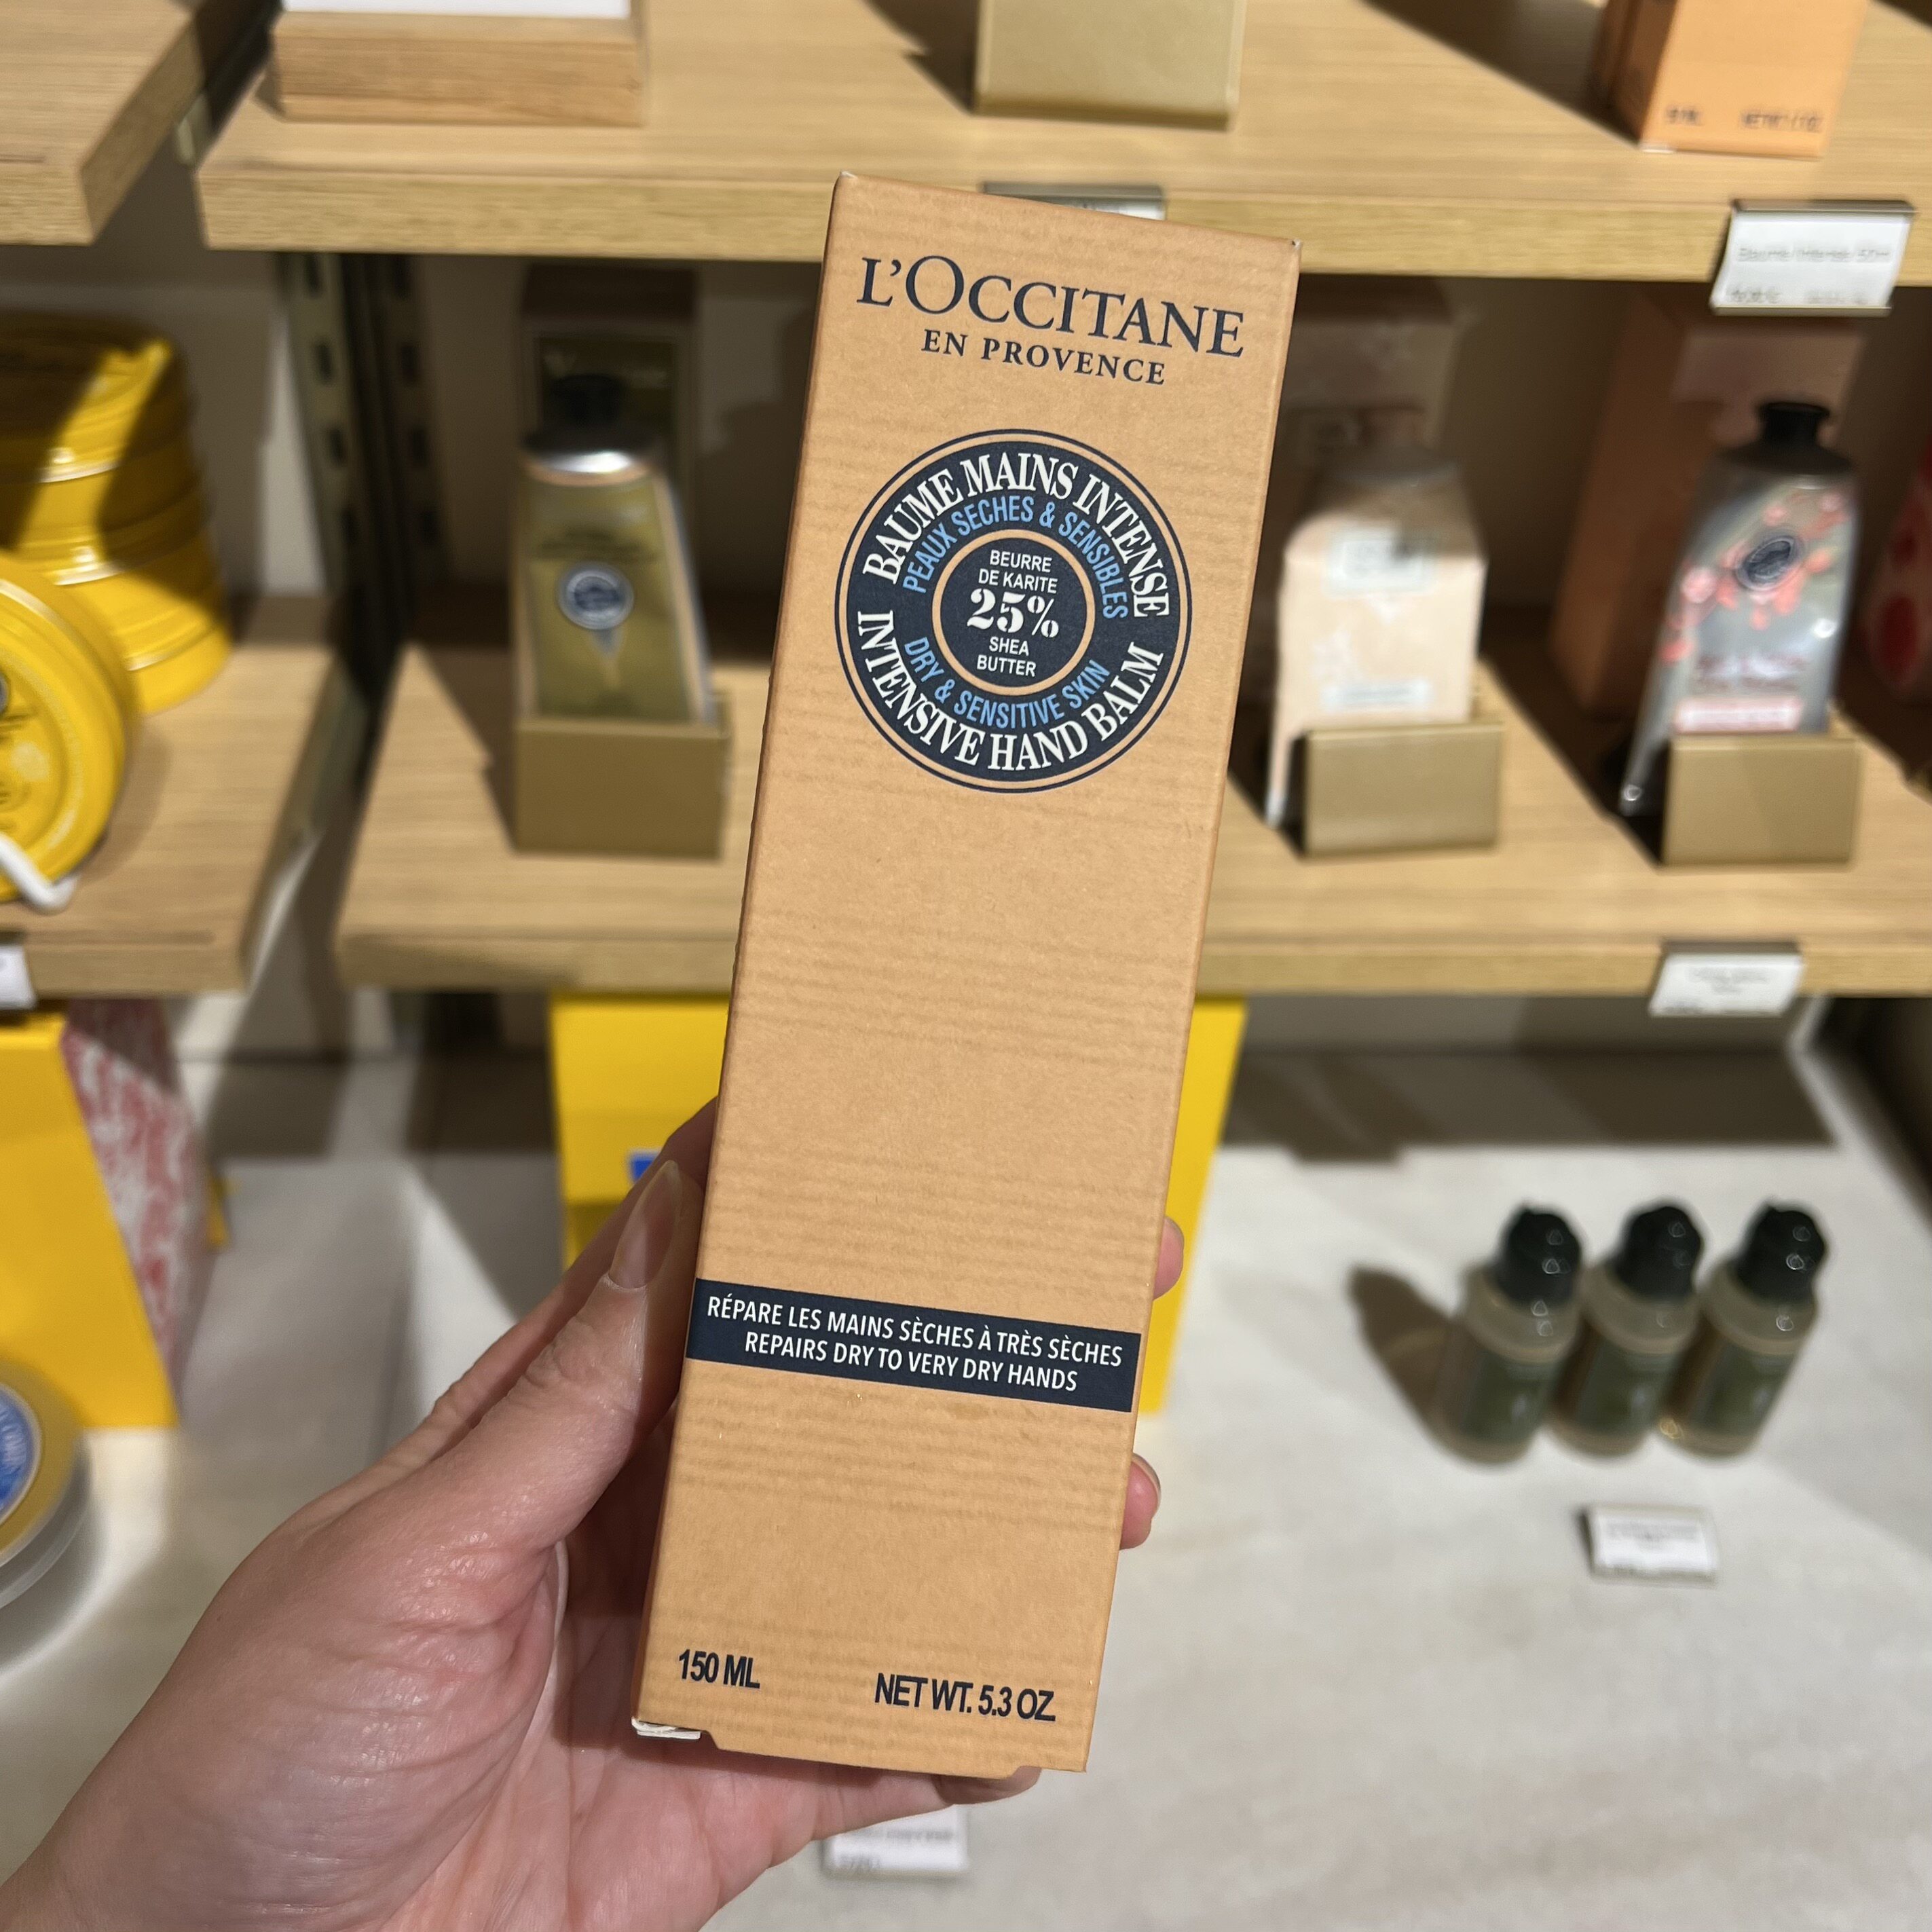 L'OCCITANE
EN PROVENCE
BAUME MAINS INTENSE
PEAUX SECHES & SENSIBLES
BEURRE
DE KARITE
25%
SHEA
BUTTER
DRY & SENSITIVE SKIN
INTENSIVE HAND BALM
RÉPARE LES MAINS SÈCHES À TRÈS SÈCHES
REPAIRS DRY TO VERY DRY HANDS
150 ML
NET WT. 5.3 OZ.